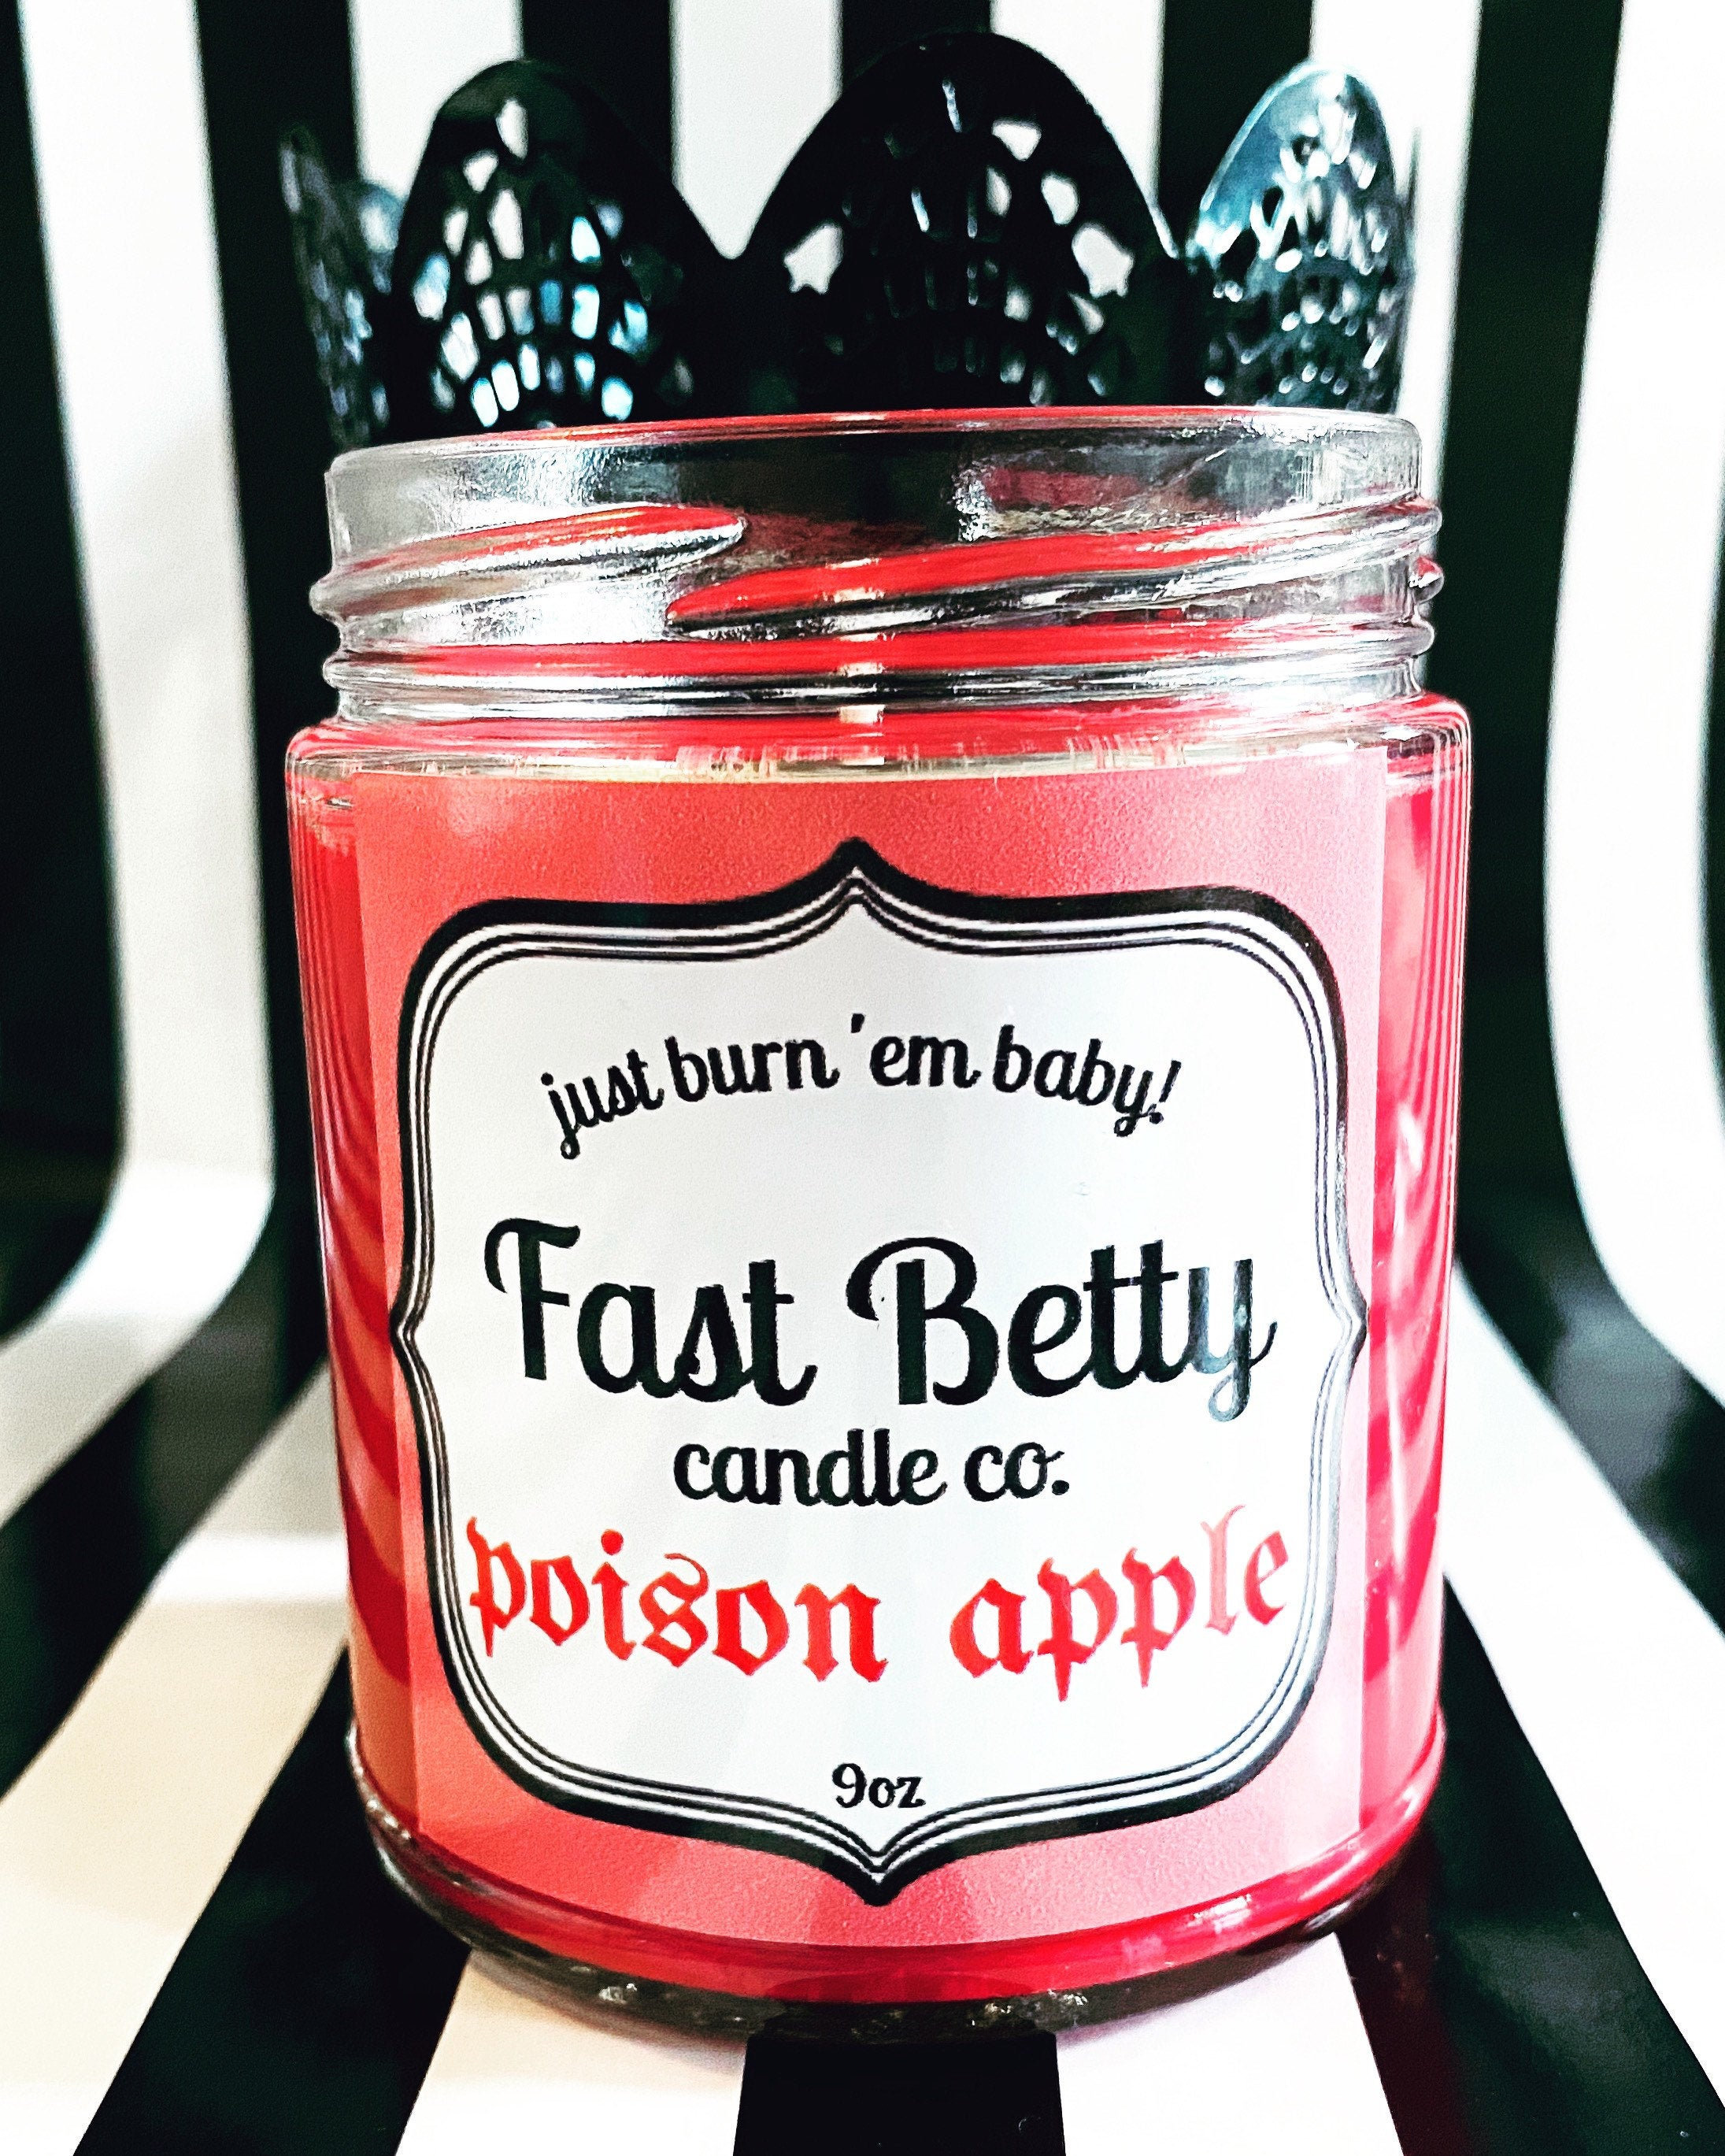 just burn 'em baby!
Fast Betty
candle co.
poison apple
9oz